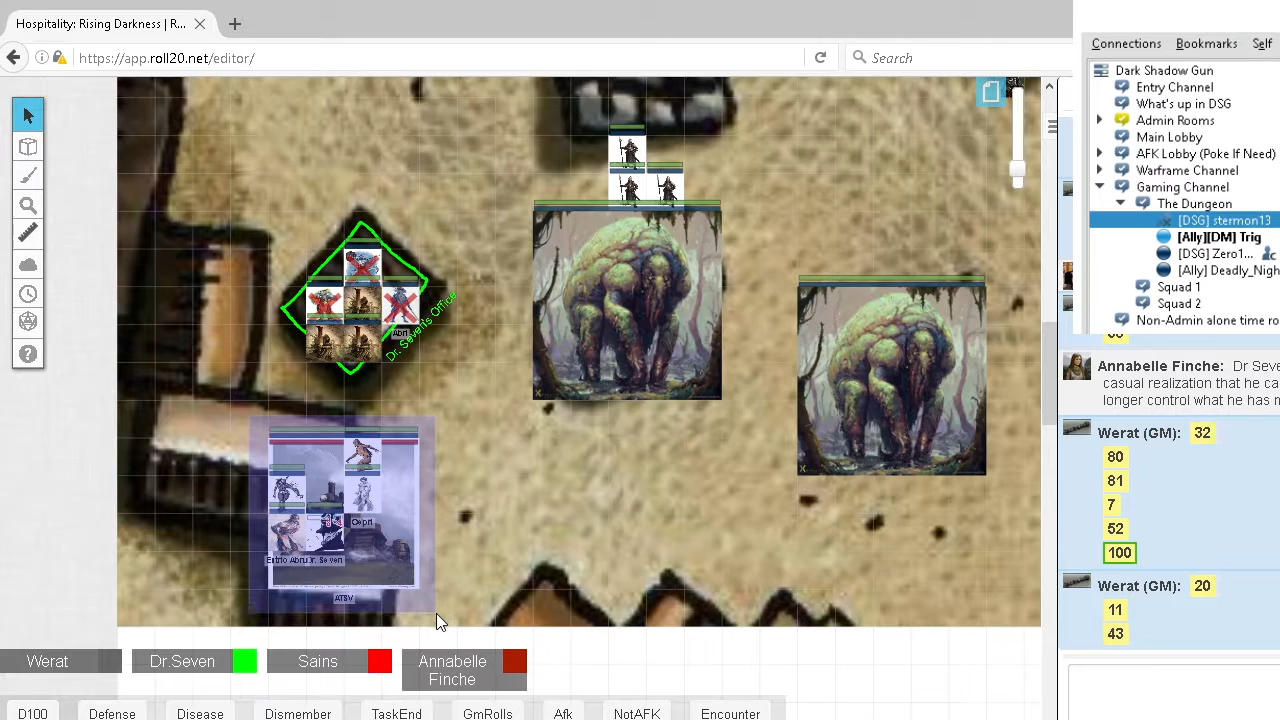 Hospitality: Rising Darkness | R...
https://app.roll20.net/editor/
Search
Connections Bookmarks Self
Dark Shadow Gun
Entry Channel
What's up in DSG
Admin Rooms
Main Lobby
AFK Lobby (Poke If Need)
Warframe Channel
Gaming Channel
The Dungeon
[DSG] stermon13
[Ally][DM] Trig
[DSG] Zero1...
[Ally] Deadly_Nigh
Squad 1
Squad 2
Non-Admin alone time ro
Annabelle Finche: Dr Seve
casual realization that he ca
longer control what he has m
Werat (GM): 32
80
81
7
52
100
Werat (GM): 20
11
43
Dr. Seven's Office
Dr. Seven
ATSV
Werat
Dr.Seven
Sains
Annabelle
Finche
D100
Defense
Disease
Dismember
TaskEnd
GmRolls
Afk
NotAFK
Encounter